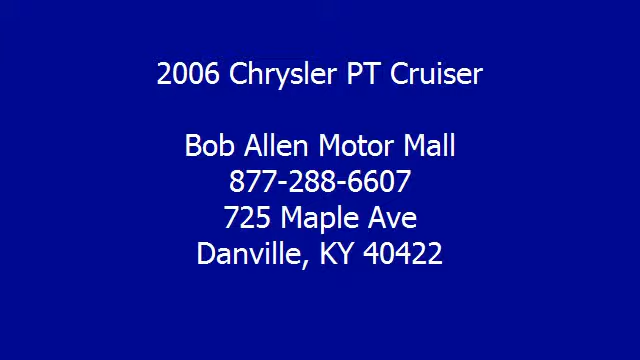 2006 Chrysler PT Cruiser
Bob Allen Motor Mall
877-288-6607
725 Maple Ave
Danville, KY 40422